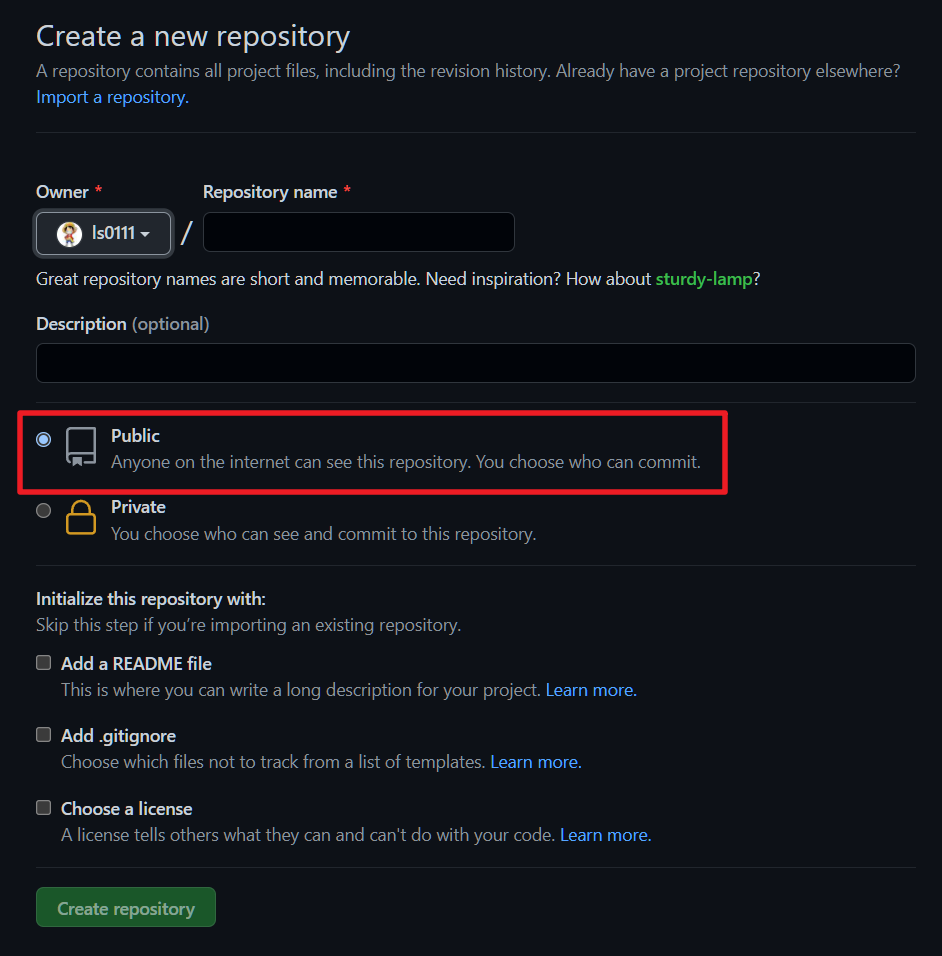 Create a new repository
A repository contains all project files, including the revision history. Already have a project repository elsewhere?
Import a repository.
Owner * Repository name *
ls0111 /
Great repository names are short and memorable. Need inspiration? How about sturdy-lamp?
Description (optional)
Public
Anyone on the internet can see this repository. You choose who can commit.
Private
You choose who can see and commit to this repository.
Initialize this repository with:
Skip this step if you’re importing an existing repository.
Add a README file
This is where you can write a long description for your project. Learn more.
Add .gitignore
Choose which files not to track from a list of templates. Learn more.
Choose a license
A license tells others what they can and can't do with your code. Learn more.
Create repository